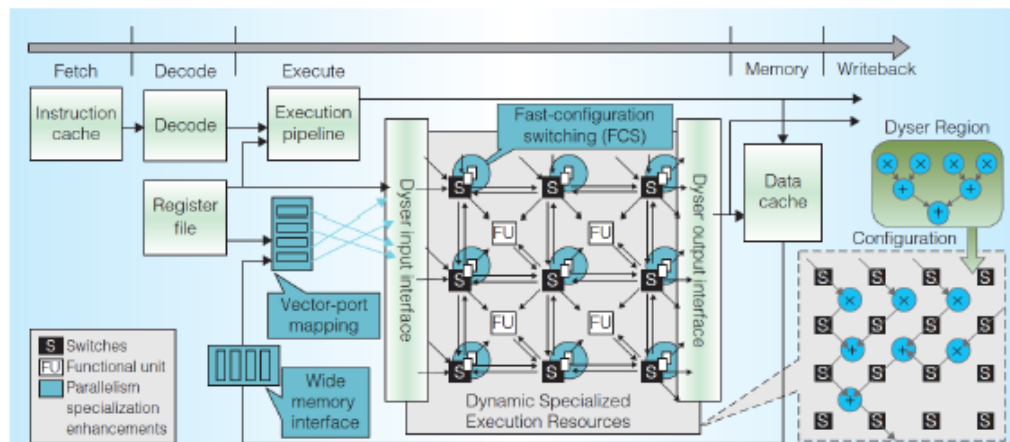 Fetch
Decode
Execute
Memory
Writeback
Instruction
cache
Decode
Execution
pipeline
Fast-configuration
switching (FCS)
Dyser Region
× × × ×
+ +
+
Register
file
Dyser input interface
S S S
FU FU
S S S
FU FU
S S S
Dyser output interface
Data
cache
Vector-port
mapping
Configuration
S S S S
× × ×
S S S S
+ + ×
S S S S
+
S S S S
S Switches
FU Functional unit
Parallelism
specialization
enhancements
Wide
memory
interface
Dynamic Specialized
Execution Resources